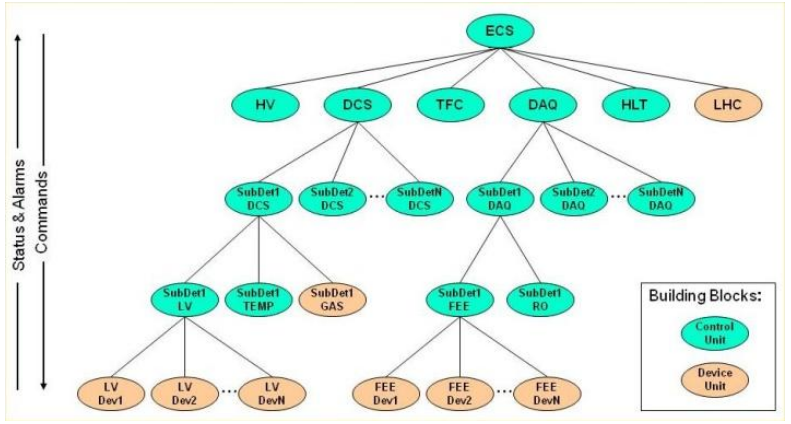 ECS
HV
DCS
TFC
DAQ
HLT
LHC
Status & Alarms
Commands
SubDet1
DCS
SubDet2
DCS
...
SubDetN
DCS
SubDet1
DAQ
SubDet2
DAQ
...
SubDetN
DAQ
SubDet1
LV
SubDet1
TEMP
SubDet1
GAS
SubDet1
FEE
SubDet1
RO
Building Blocks:
Control
Unit
Device
Unit
LV
Dev1
LV
Dev2
...
LV
DevN
FEE
Dev1
FEE
Dev2
...
FEE
DevN